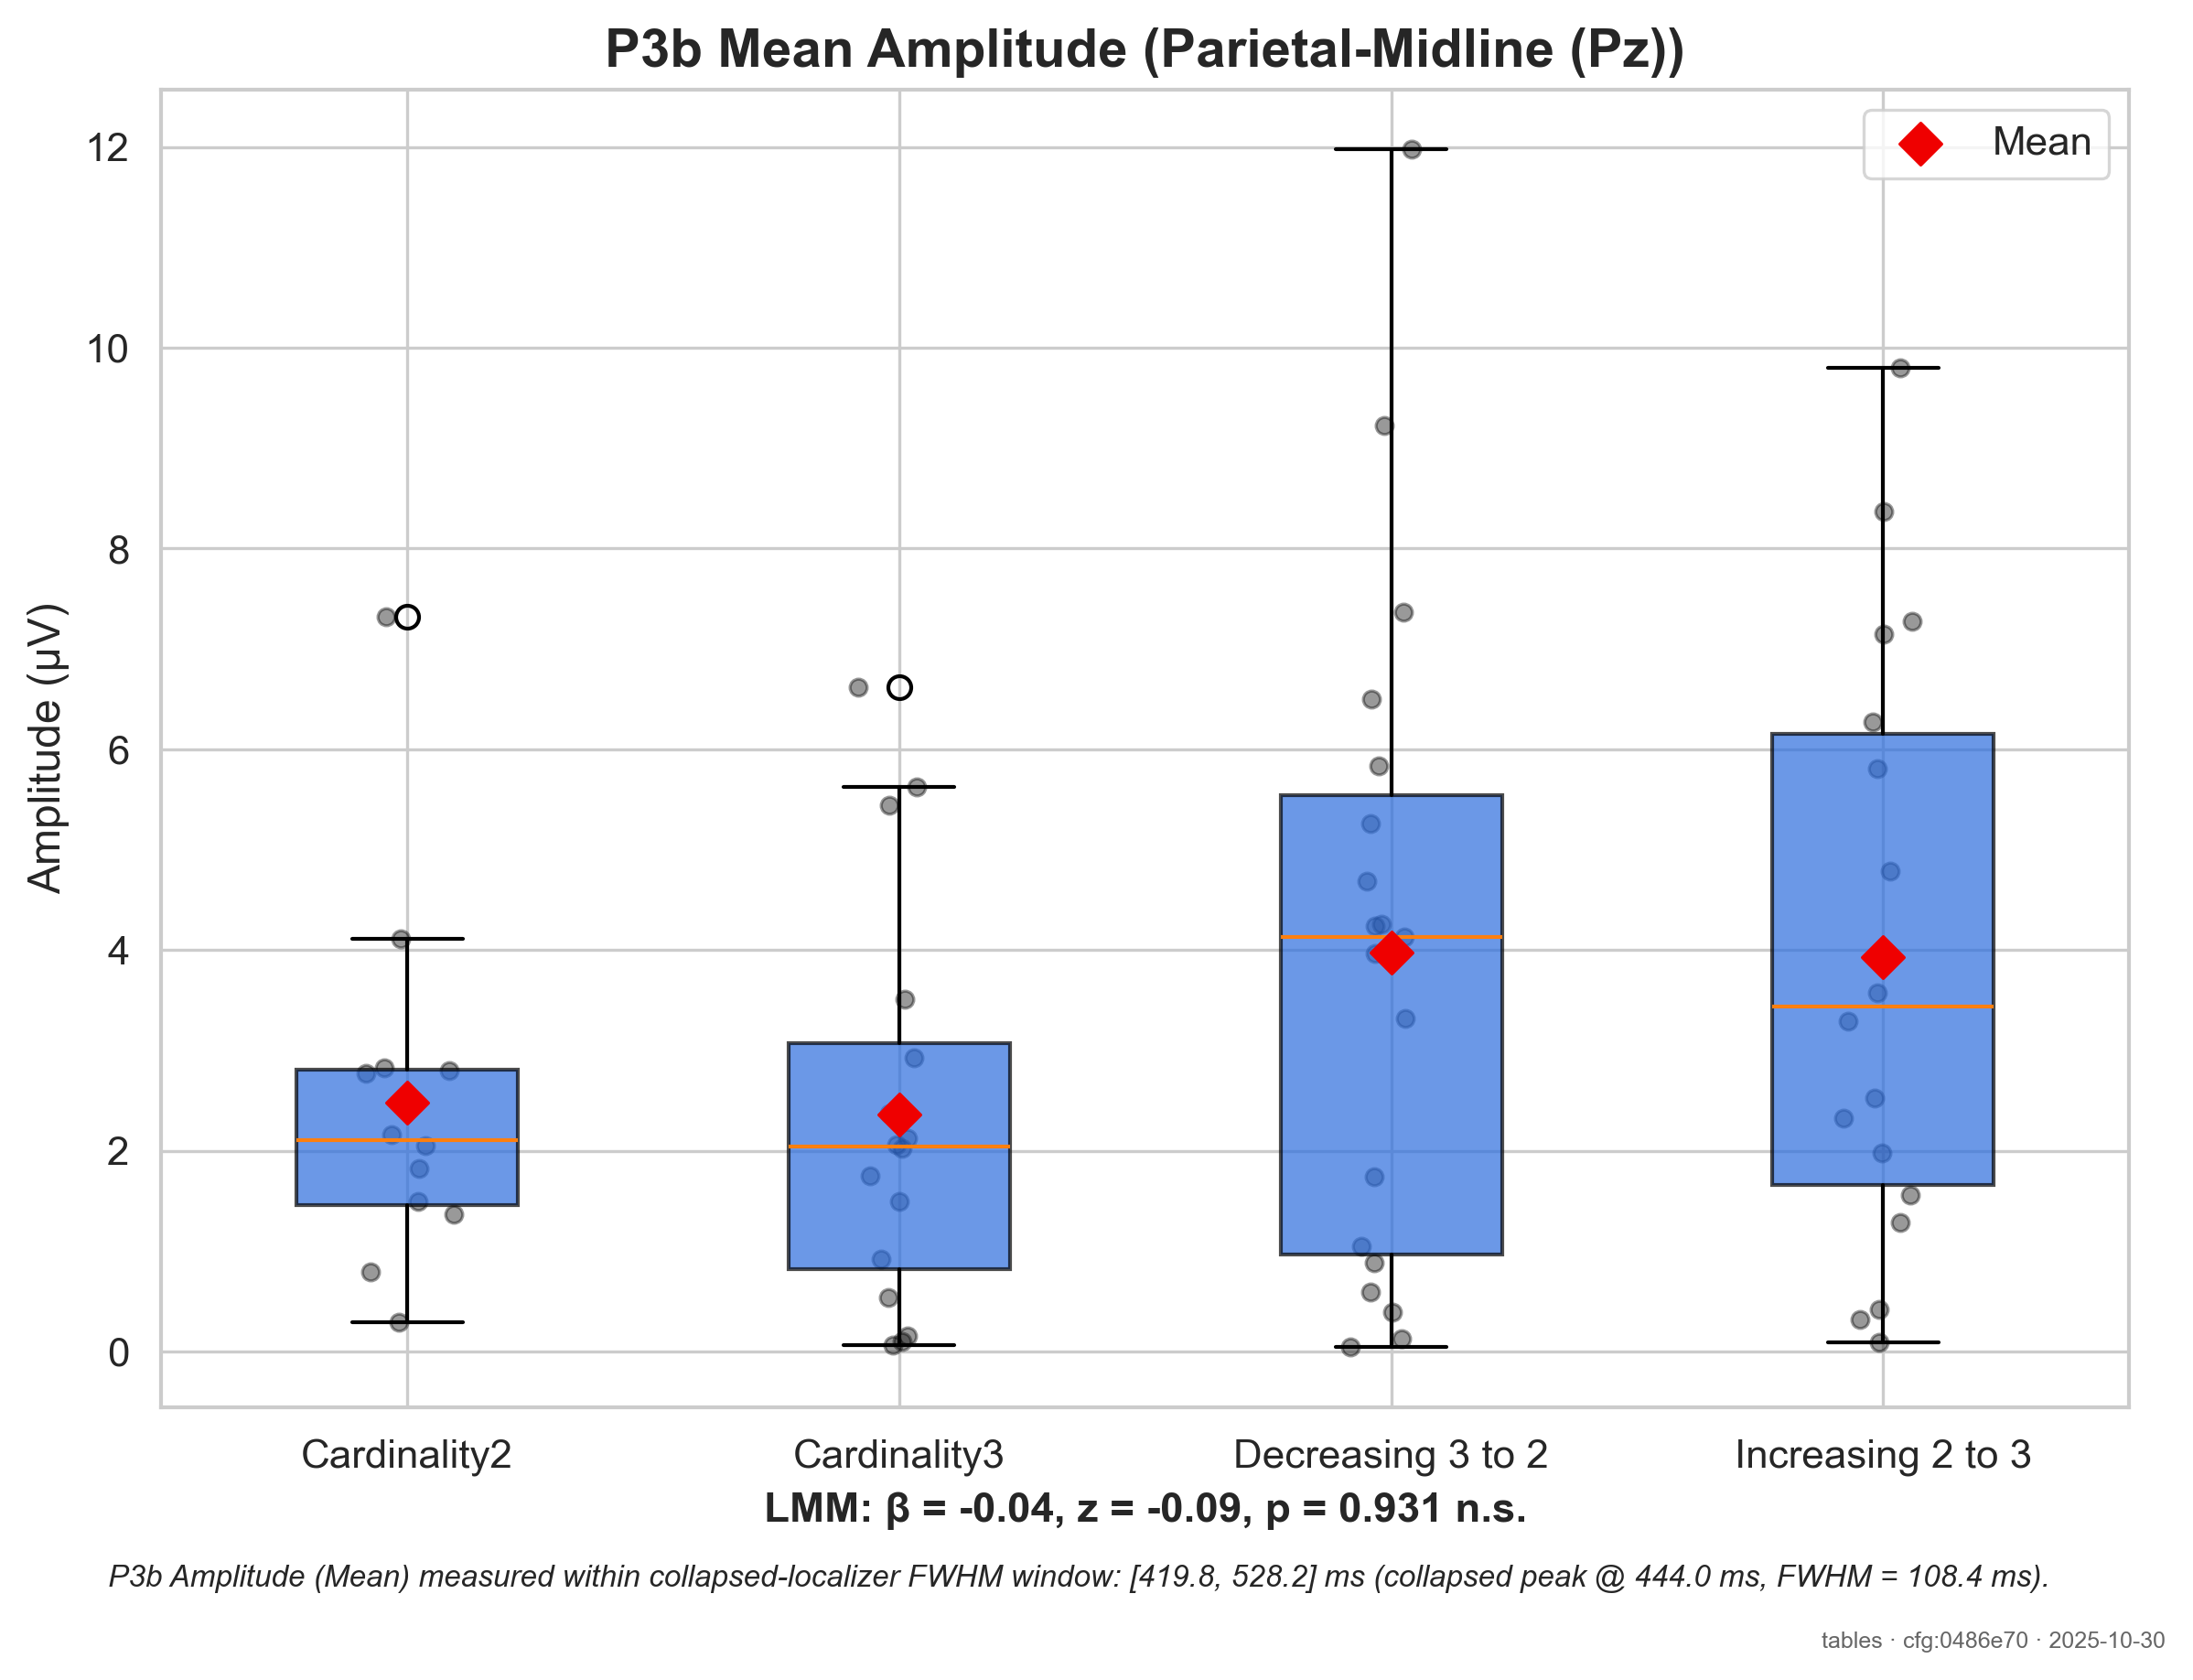 P3b Mean Amplitude (Parietal-Midline (Pz))
Mean
12
10
8
6
4
2
0
Amplitude (µV)
Cardinality2
Cardinality3
Decreasing 3 to 2
Increasing 2 to 3
LMM: β = -0.04, z = -0.09, p = 0.931 n.s.
P3b Amplitude (Mean) measured within collapsed-localizer FWHM window: [419.8, 528.2] ms (collapsed peak @ 444.0 ms, FWHM = 108.4 ms).
tables · cfg:0486e70 · 2025-10-30